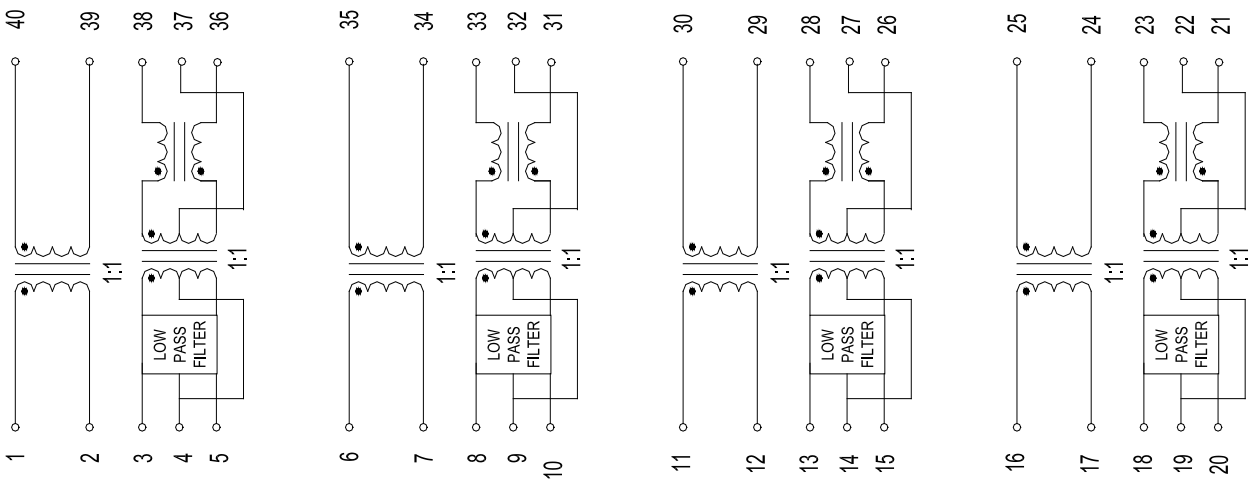 40 39 38 37 36 35 34 33 32 31 30 29 28 27 26 25 24 23 22 21
1:1 1:1 1:1 1:1 1:1 1:1 1:1 1:1
LOW
PASS
FILTER
LOW
PASS
FILTER
LOW
PASS
FILTER
LOW
PASS
FILTER
1 2 3 4 5 6 7 8 9 10 11 12 13 14 15 16 17 18 19 20